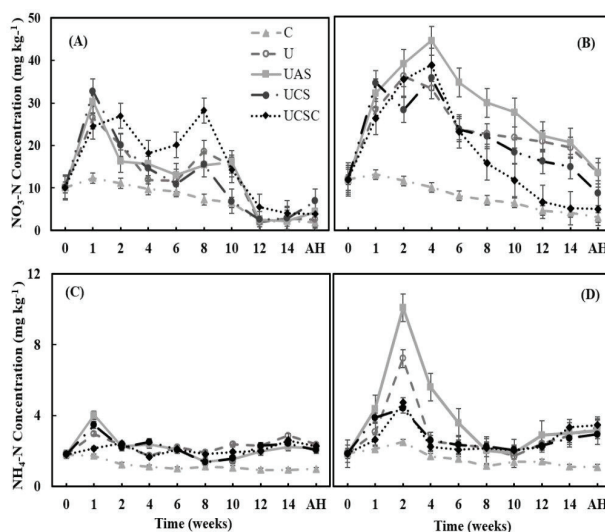 NO₃-N Concentration (mg kg⁻¹)
50
40
30
20
10
0
(A)
C
U
UAS
UCS
UCSC
(B)
0 1 2 4 6 8 10 12 14 AH
0 1 2 4 6 8 10 12 14 AH
NH₄-N Concentration (mg kg⁻¹)
12
8
4
0
(C)
(D)
0 1 2 4 6 8 10 12 14 AH
0 1 2 4 6 8 10 12 14 AH
Time (weeks)
Time (weeks)